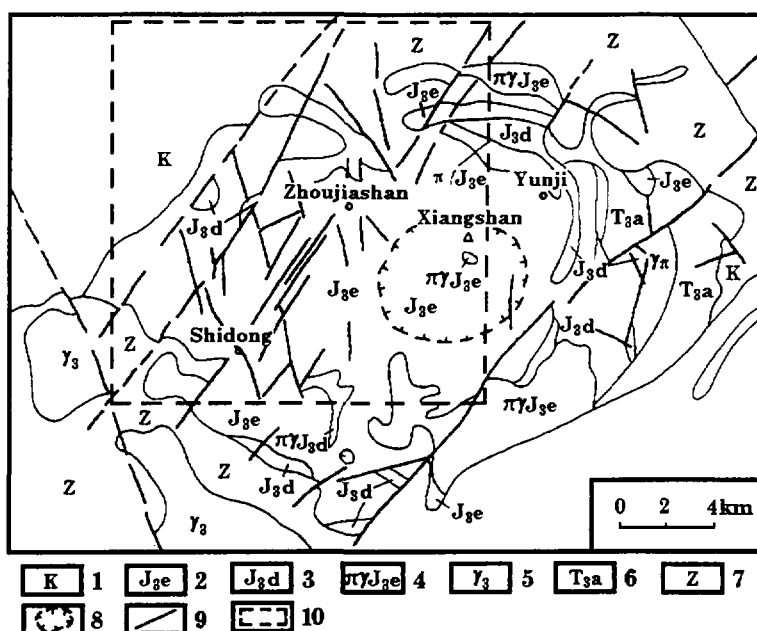 Z
Z
πγJ₃e
J₃e
J₃d
Z
K
J₃e
Z
Zhoujiashan
J₃e
Yunji
T₃a
J₃d
Xiangshan
J₃e
πγJ₃e
J₃d
γπ
T₃a
K
J₃e
Shidong
J₃d
γ₃
Z
πγJ₃e
Z
J₃e
πγJ₃d
Z
J₃d
J₃d
J₃e
γ₃
0 2 4km
K 1 J₃e 2 J₃d 3 πγJ₃e 4 γ₃ 5 T₃a 6 Z 7
8 9 10